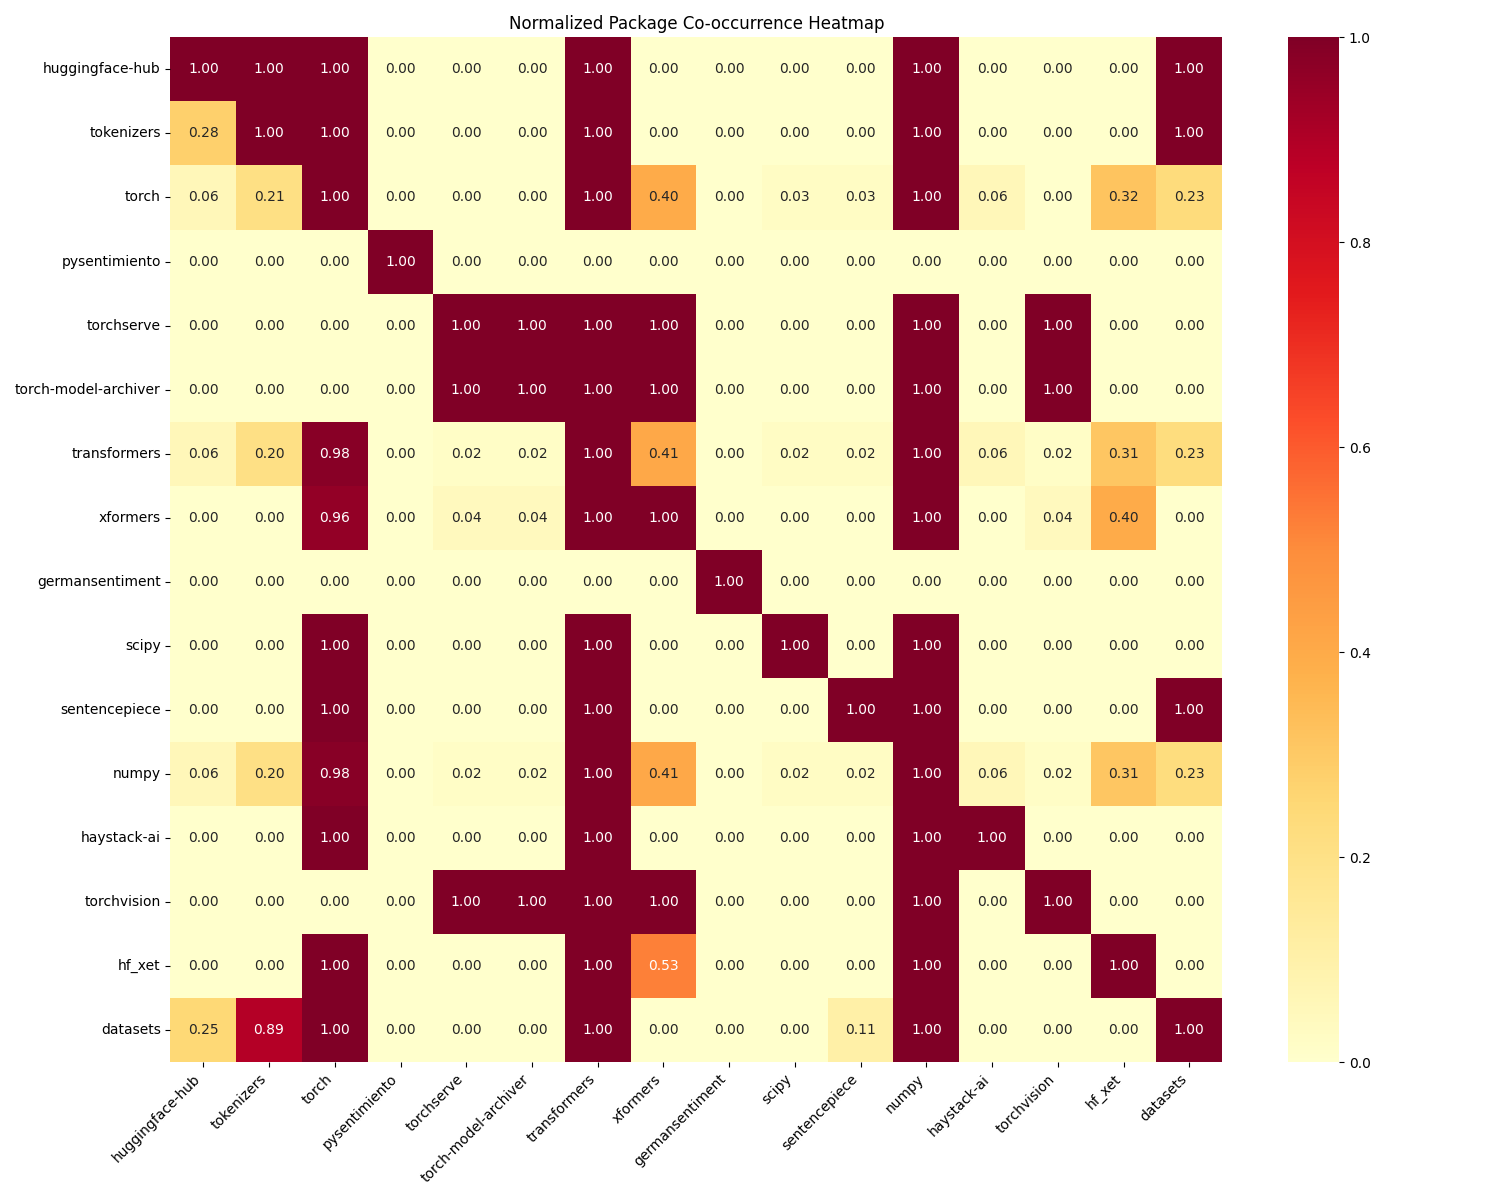 Normalized Package Co-occurrence Heatmap
huggingface-hub 1.00 1.00 1.00 0.00 0.00 0.00 1.00 0.00 0.00 0.00 0.00 1.00 0.00 0.00 0.00 1.00
tokenizers 0.28 1.00 1.00 0.00 0.00 0.00 1.00 0.00 0.00 0.00 0.00 1.00 0.00 0.00 0.00 1.00
torch 0.06 0.21 1.00 0.00 0.00 0.00 1.00 0.40 0.00 0.03 0.03 1.00 0.06 0.00 0.32 0.23
pysentimiento 0.00 0.00 0.00 1.00 0.00 0.00 0.00 0.00 0.00 0.00 0.00 0.00 0.00 0.00 0.00 0.00
torchserve 0.00 0.00 0.00 0.00 1.00 1.00 1.00 1.00 0.00 0.00 0.00 1.00 0.00 1.00 0.00 0.00
torch-model-archiver 0.00 0.00 0.00 0.00 1.00 1.00 1.00 1.00 0.00 0.00 0.00 1.00 0.00 1.00 0.00 0.00
transformers 0.06 0.20 0.98 0.00 0.02 0.02 1.00 0.41 0.00 0.02 0.02 1.00 0.06 0.02 0.31 0.23
xformers 0.00 0.00 0.96 0.00 0.04 0.04 1.00 1.00 0.00 0.00 0.00 1.00 0.00 0.04 0.40 0.00
germansentiment 0.00 0.00 0.00 0.00 0.00 0.00 0.00 0.00 1.00 0.00 0.00 0.00 0.00 0.00 0.00 0.00
scipy 0.00 0.00 1.00 0.00 0.00 0.00 1.00 0.00 0.00 1.00 0.00 1.00 0.00 0.00 0.00 0.00
sentencepiece 0.00 0.00 1.00 0.00 0.00 0.00 1.00 0.00 0.00 0.00 1.00 1.00 0.00 0.00 0.00 1.00
numpy 0.06 0.20 0.98 0.00 0.02 0.02 1.00 0.41 0.00 0.02 0.02 1.00 0.06 0.02 0.31 0.23
haystack-ai 0.00 0.00 1.00 0.00 0.00 0.00 1.00 0.00 0.00 0.00 0.00 1.00 1.00 0.00 0.00 0.00
torchvision 0.00 0.00 0.00 0.00 1.00 1.00 1.00 1.00 0.00 0.00 0.00 1.00 0.00 1.00 0.00 0.00
hf_xet 0.00 0.00 1.00 0.00 0.00 0.00 1.00 0.53 0.00 0.00 0.00 1.00 0.00 0.00 1.00 0.00
datasets 0.25 0.89 1.00 0.00 0.00 0.00 1.00 0.00 0.00 0.00 0.11 1.00 0.00 0.00 0.00 1.00
huggingface-hub
tokenizers
torch
pysentimiento
torchserve
torch-model-archiver
transformers
xformers
germansentiment
scipy
sentencepiece
numpy
haystack-ai
torchvision
hf_xet
datasets
1.0
0.8
0.6
0.4
0.2
0.0